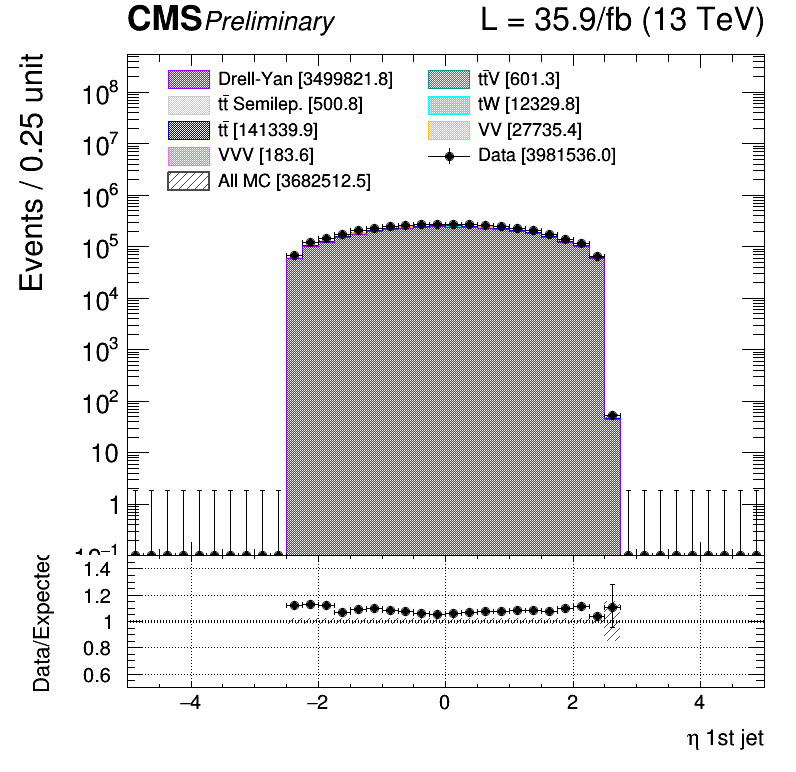 CMS Preliminary L = 35.9/fb (13 TeV)
Events / 0.25 unit
Drell-Yan [3499821.8] tt̄V [601.3]
tt̄ Semilep. [500.8] tW [12329.8]
tt̄ [141339.9] VV [27735.4]
VVV [183.6] Data [3981536.0]
All MC [3682512.5]
10⁸
10⁷
10⁶
10⁵
10⁴
10³
10²
10
1
10⁻¹
Data/Expected
1.4
1.2
1
0.8
0.6
−4 −2 0 2 4
η 1st jet